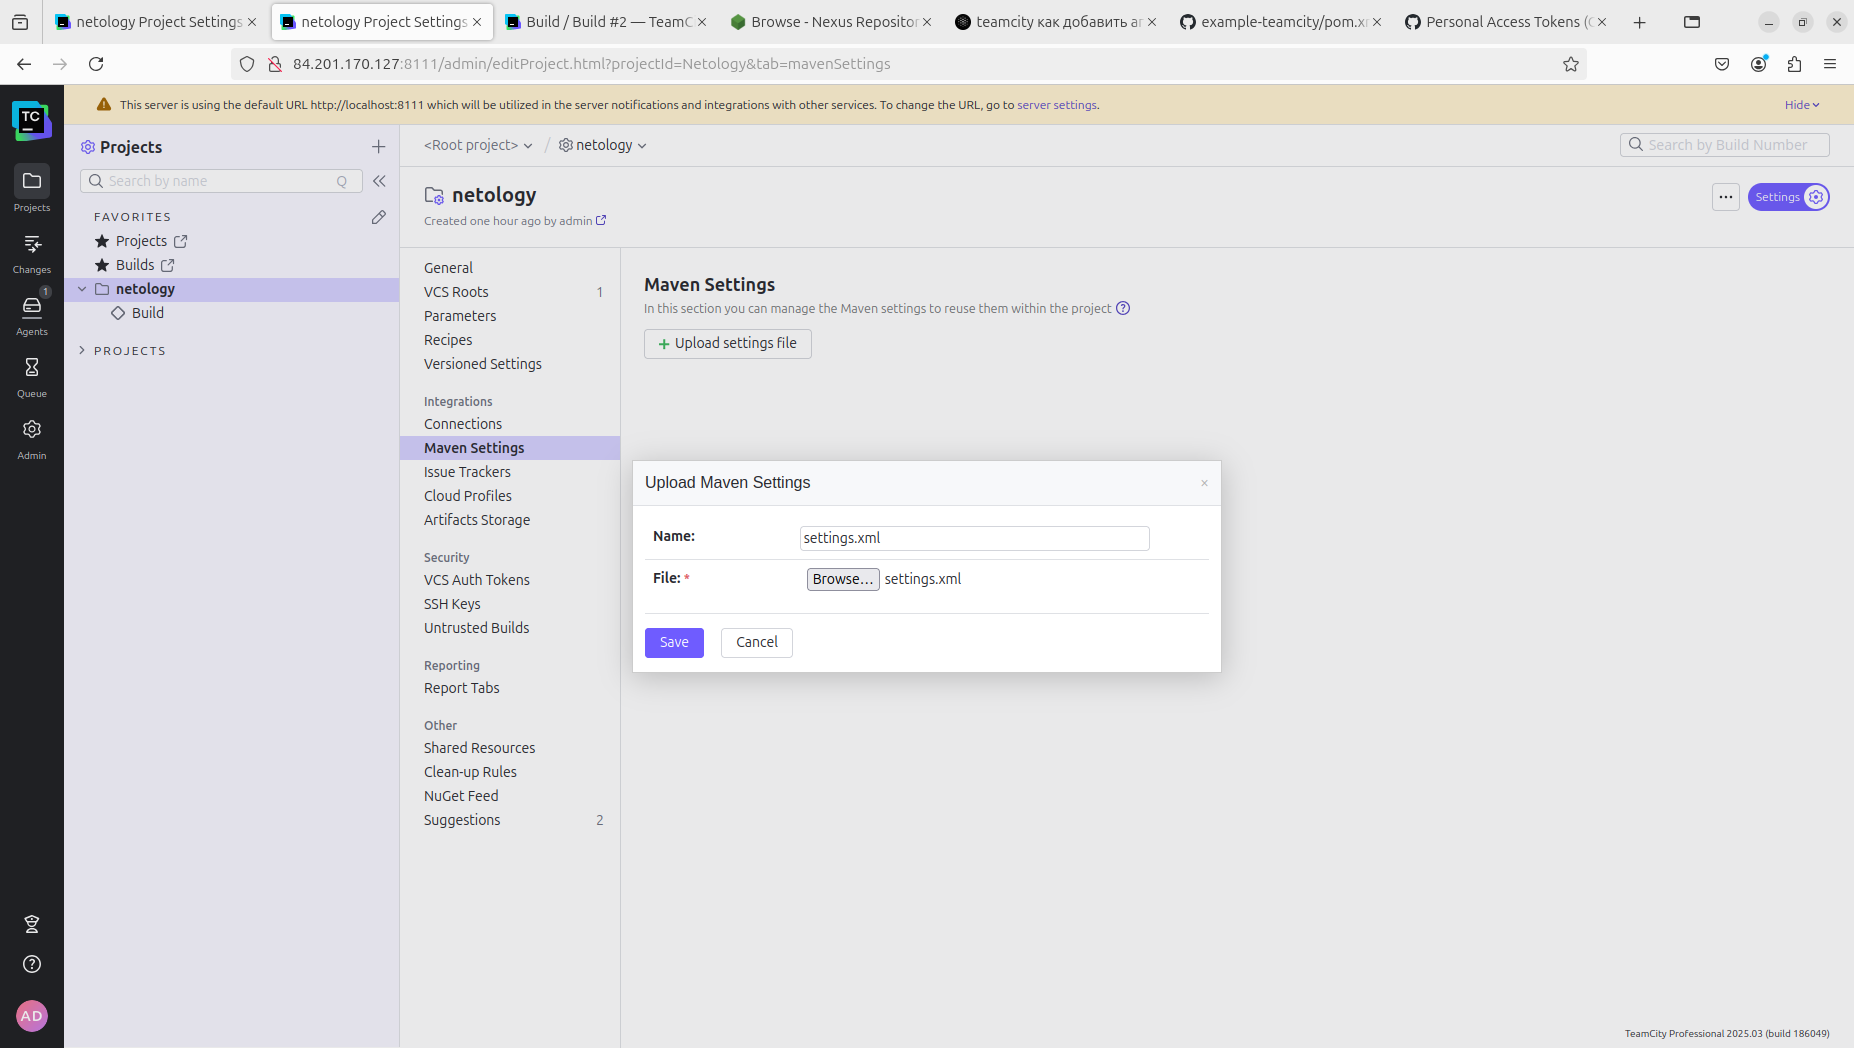 netology Project Settings
netology Project Settings
Build / Build #2 — TeamC
Browse - Nexus Repositor
teamcity как добавить аг
example-teamcity/pom.xm
Personal Access Tokens (C
84.201.170.127:8111/admin/editProject.html?projectId=Netology&tab=mavenSettings
This server is using the default URL http://localhost:8111 which will be utilized in the server notifications and integrations with other services. To change the URL, go to server settings.
Hide
TC
Projects
Changes
1
Agents
Queue
Admin
AD
Projects
Search by name
Q
FAVORITES
Projects
Builds
netology
Build
PROJECTS
<Root project> / netology
Search by Build Number
netology
Created one hour ago by admin
Settings
General
VCS Roots 1
Parameters
Recipes
Versioned Settings
Integrations
Connections
Maven Settings
Issue Trackers
Cloud Profiles
Artifacts Storage
Security
VCS Auth Tokens
SSH Keys
Untrusted Builds
Reporting
Report Tabs
Other
Shared Resources
Clean-up Rules
NuGet Feed
Suggestions 2
Maven Settings
In this section you can manage the Maven settings to reuse them within the project
Upload settings file
Upload Maven Settings
Name: settings.xml
File: * Browse... settings.xml
Save Cancel
TeamCity Professional 2025.03 (build 186049)